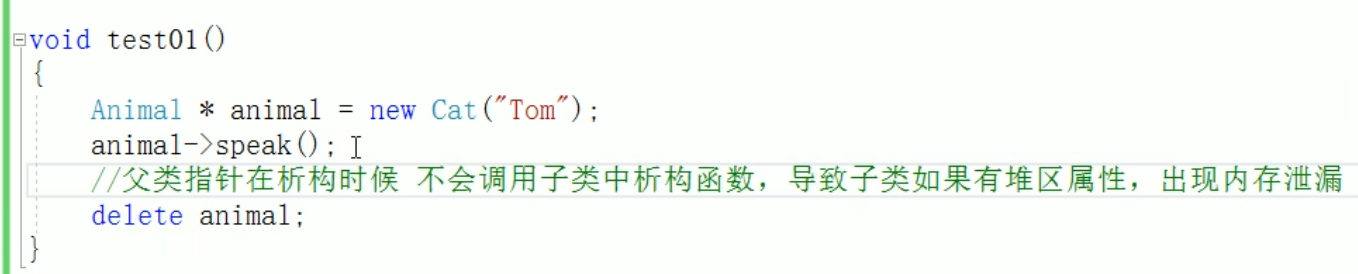 void test01()
{
Animal * animal = new Cat("Tom");
animal->speak();
//父类指针在析构时候 不会调用子类中析构函数，导致子类如果有堆区属性，出现内存泄漏
delete animal;
}